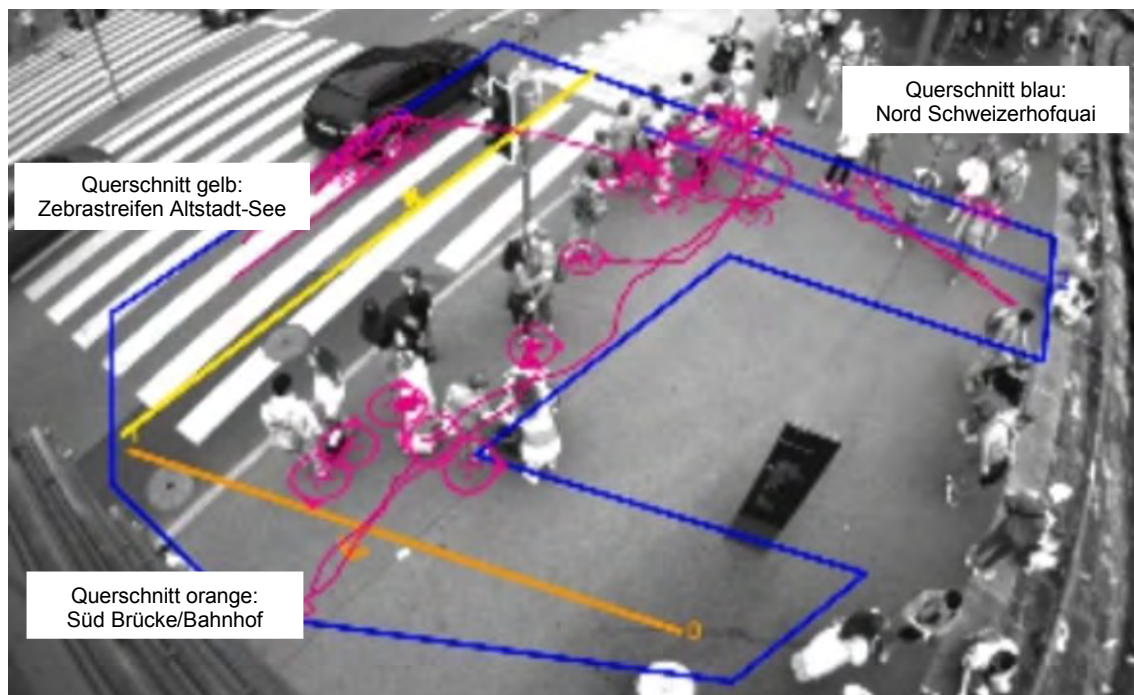 Querschnitt blau:
Nord Schweizerhofquai
Querschnitt gelb:
Zebrastreifen Altstadt-See
Querschnitt orange:
Süd Brücke/Bahnhof